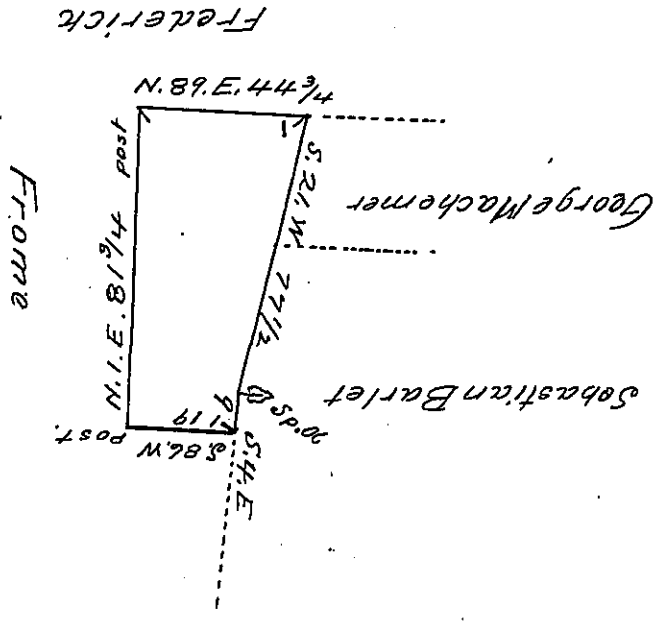 Frederick
N.89.E.44 3/4
George Machemer
S.21.W 77 1/2
N.1.E.81 3/4 post
Frome
Sebastian Barlet
9
S.4.E
S.86.W
Post.